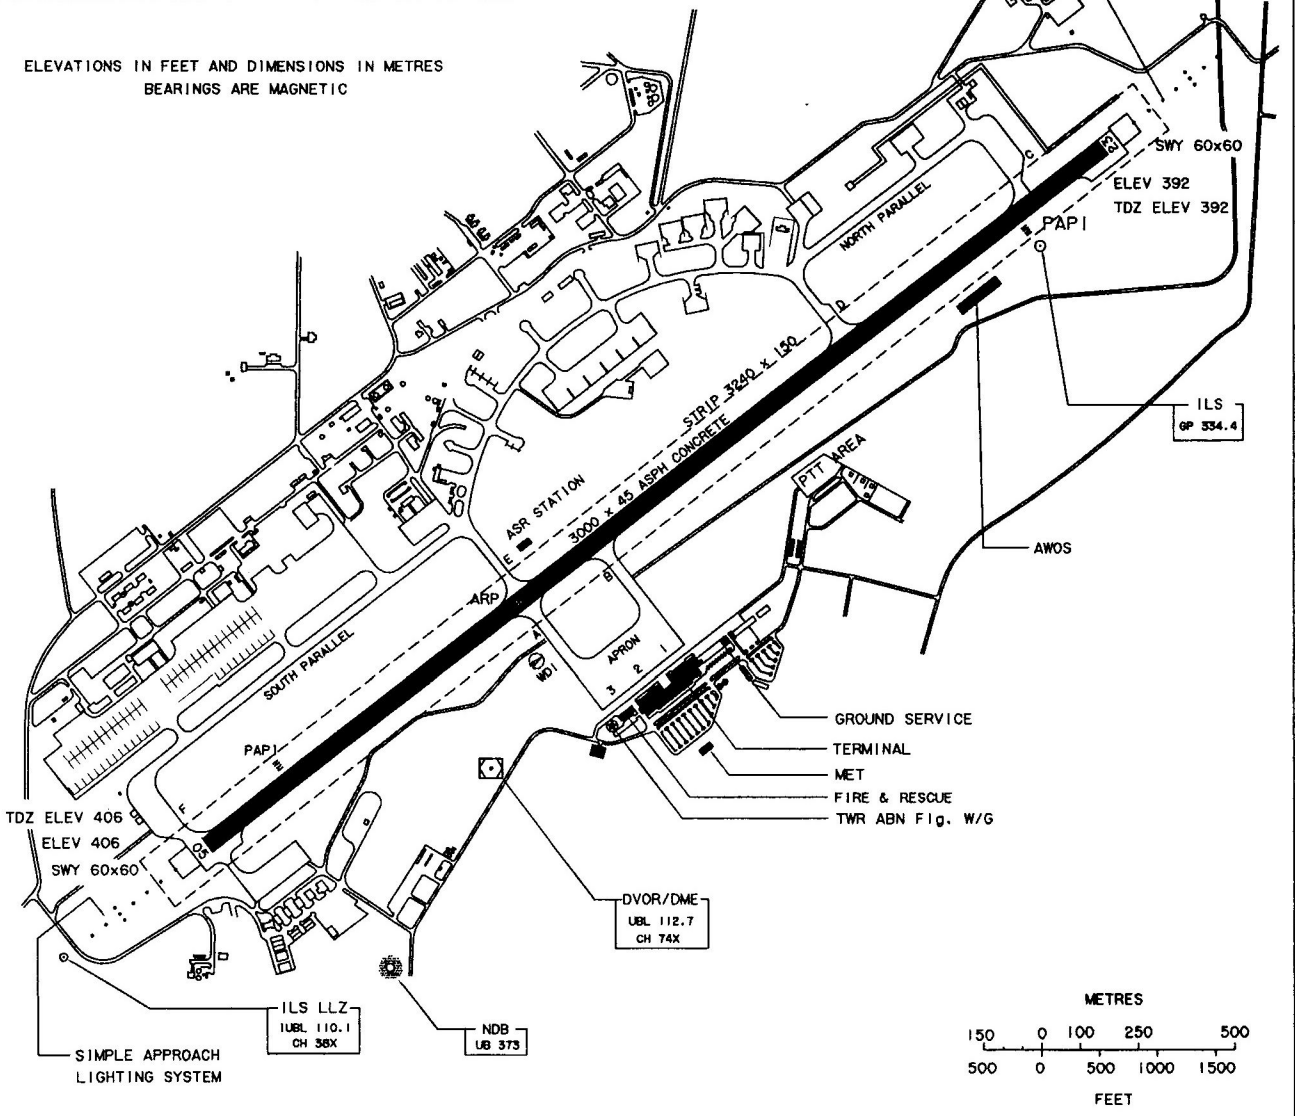 ELEVATIONS IN FEET AND DIMENSIONS IN METRES
BEARINGS ARE MAGNETIC
C
23
SWY 60x60
ELEV 392
TDZ ELEV 392
PAPI
NORTH PARALLEL
D
STRIP 3240 x 150
3000 x 45 ASPH CONCRETE
ILS
GP 334.4
PTT AREA
ASR STATION
E
AWOS
ARP
B
A
APRON
1
2
3
WDI
SOUTH PARALLEL
GROUND SERVICE
TERMINAL
MET
FIRE & RESCUE
TWR ABN Flg. W/G
PAPI
F
TDZ ELEV 406
ELEV 406
SWY 60x60
05
DVOR/DME
UBL 112.7
CH 74X
ILS LLZ
IUBL 110.1
CH 38X
NDB
UB 373
SIMPLE APPROACH
LIGHTING SYSTEM
METRES
150 0 100 250 500
500 0 500 1000 1500
FEET